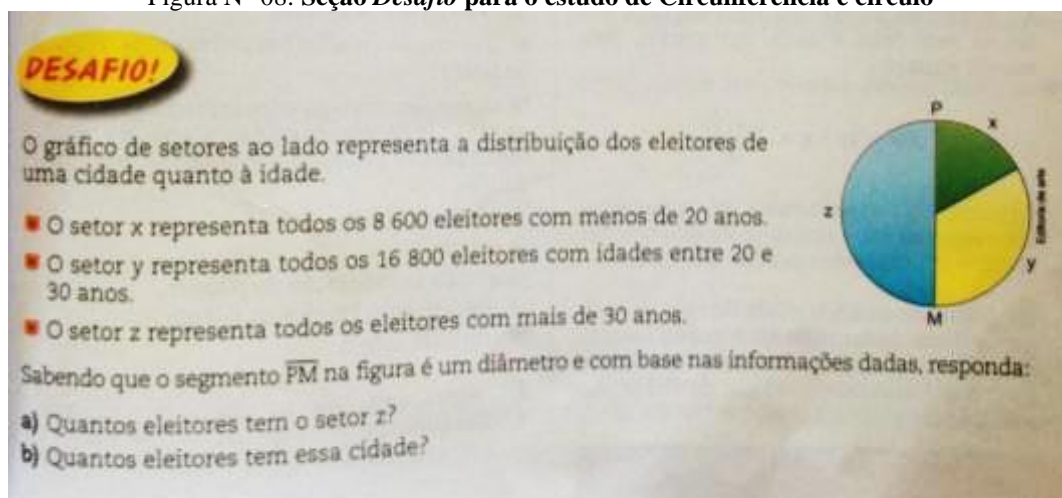 Figura Nº 08: Seção Desafio para o estudo de Circunferência e círculo
DESAFIO!
O gráfico de setores ao lado representa a distribuição dos eleitores de
uma cidade quanto à idade.
O setor x representa todos os 8 600 eleitores com menos de 20 anos.
O setor y representa todos os 16 800 eleitores com idades entre 20 e
30 anos.
O setor z representa todos os eleitores com mais de 30 anos.
Sabendo que o segmento PM na figura é um diâmetro e com base nas informações dadas, responda:
a) Quantos eleitores tem o setor z?
b) Quantos eleitores tem essa cidade?
P
x
z
y
M
Editoria de arte